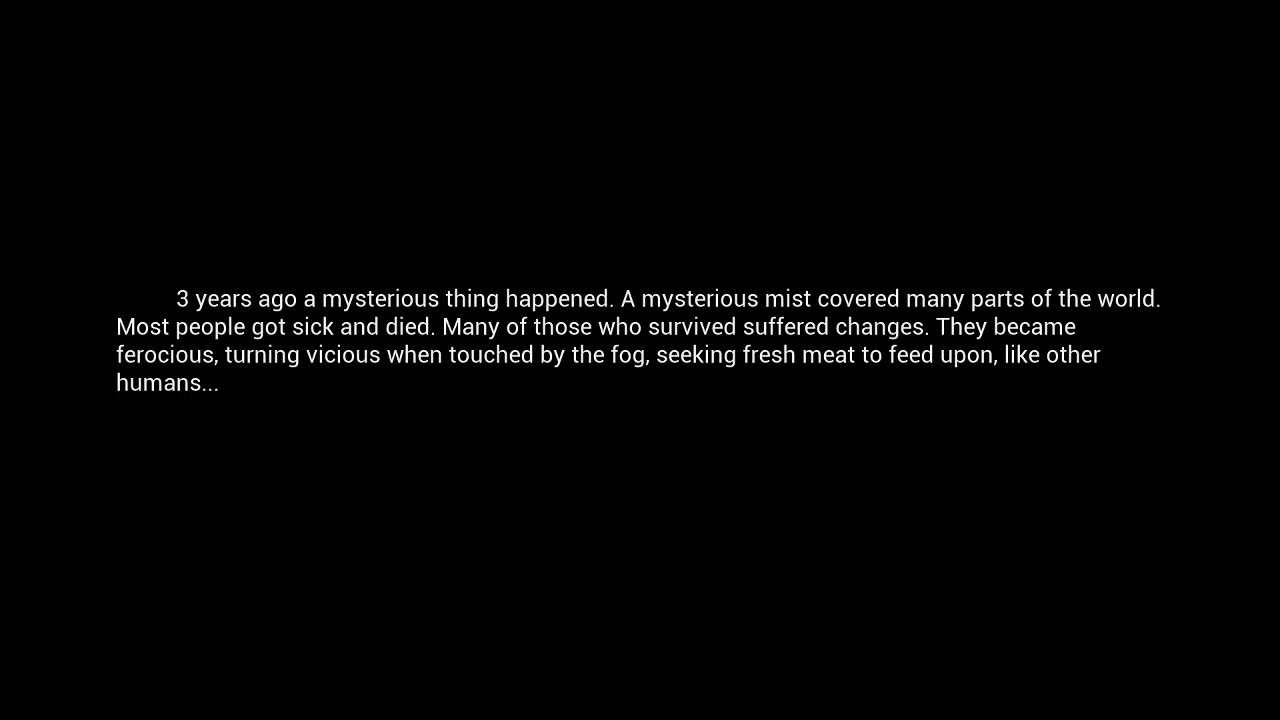 3 years ago a mysterious thing happened. A mysterious mist covered many parts of the world.
Most people got sick and died. Many of those who survived suffered changes. They became
ferocious, turning vicious when touched by the fog, seeking fresh meat to feed upon, like other
humans...